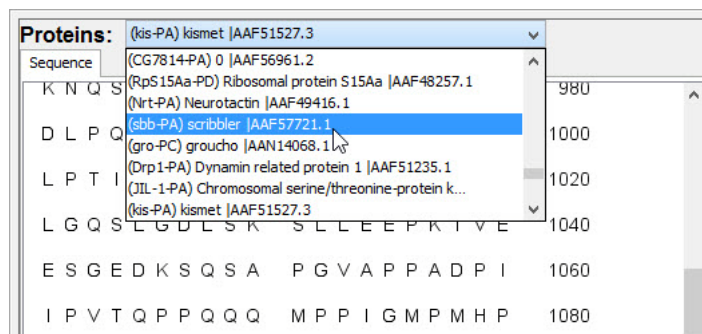 Proteins: (kis-PA) kismet |AAF51527.3
Sequence
(CG7814-PA) 0 |AAF56961.2
(RpS15Aa-PD) Ribosomal protein S15Aa |AAF48257.1
K N Q S 980
(Nrt-PA) Neurotactin |AAF49416.1
(sbb-PA) scribbler |AAF57721.1
D L P Q 1000
(gro-PC) groucho |AAN14068.1
(Drp1-PA) Dynamin related protein 1 |AAF51235.1
L P T I 1020
(JIL-1-PA) Chromosomal serine/threonine-protein k...
(kis-PA) kismet |AAF51527.3
L G Q S L G D L S K S L L E E P K T V E 1040
E S G E D K S Q S A P G V A P P A D P I 1060
I P V T Q P P Q Q Q M P P I G M P M H P 1080